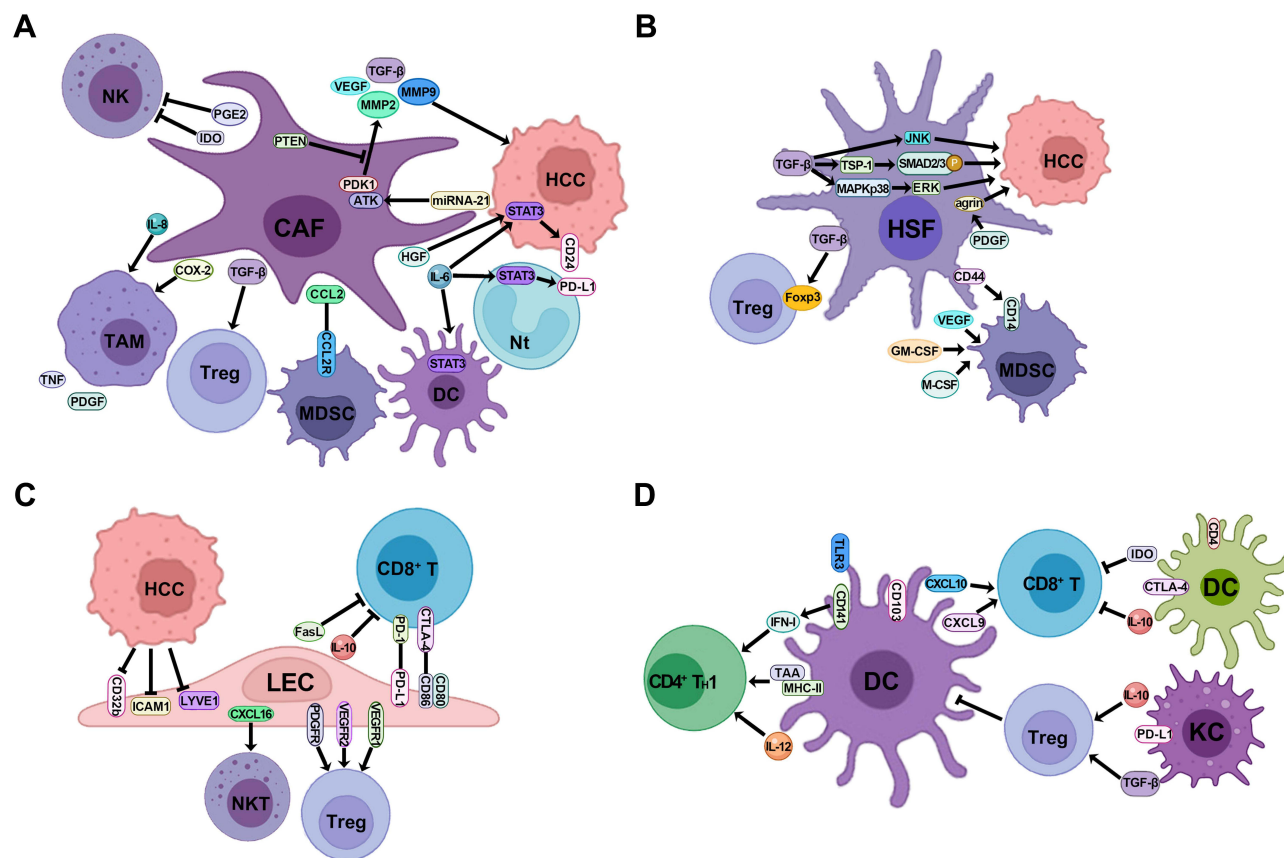 A
NK
PGE2
IDO
VEGF
TGF-β
MMP2
MMP9
PTEN
PDK1
ATK
miRNA-21
HCC
STAT3
CD24
CAF
HGF
IL-6
STAT3
PD-L1
Nt
IL-8
COX-2
TGF-β
CCL2
CCL2R
TAM
TNF
PDGF
Treg
MDSC
STAT3
DC
B
TGF-β
JNK
TSP-1
SMAD2/3
P
MAPKp38
ERK
agrin
PDGF
HCC
HSF
TGF-β
Treg
Foxp3
CD44
CD14
VEGF
GM-CSF
M-CSF
MDSC
C
HCC
CD32B
ICAM1
LYVE1
LEC
FasL
IL-10
CD8⁺ T
PD-1
PD-L1
CTLA-4
CD86
CD80
CXCL16
NKT
PDGFR
VEGFR2
VEGFR1
Treg
D
TLR3
CD141
CD103
IFN-I
TAA
MHC-II
IL-12
CD4⁺ TH1
DC
CXCL10
CXCL9
CD8⁺ T
IDO
CTLA-4
IL-10
CD4
DC
Treg
IL-10
PD-L1
TGF-β
KC